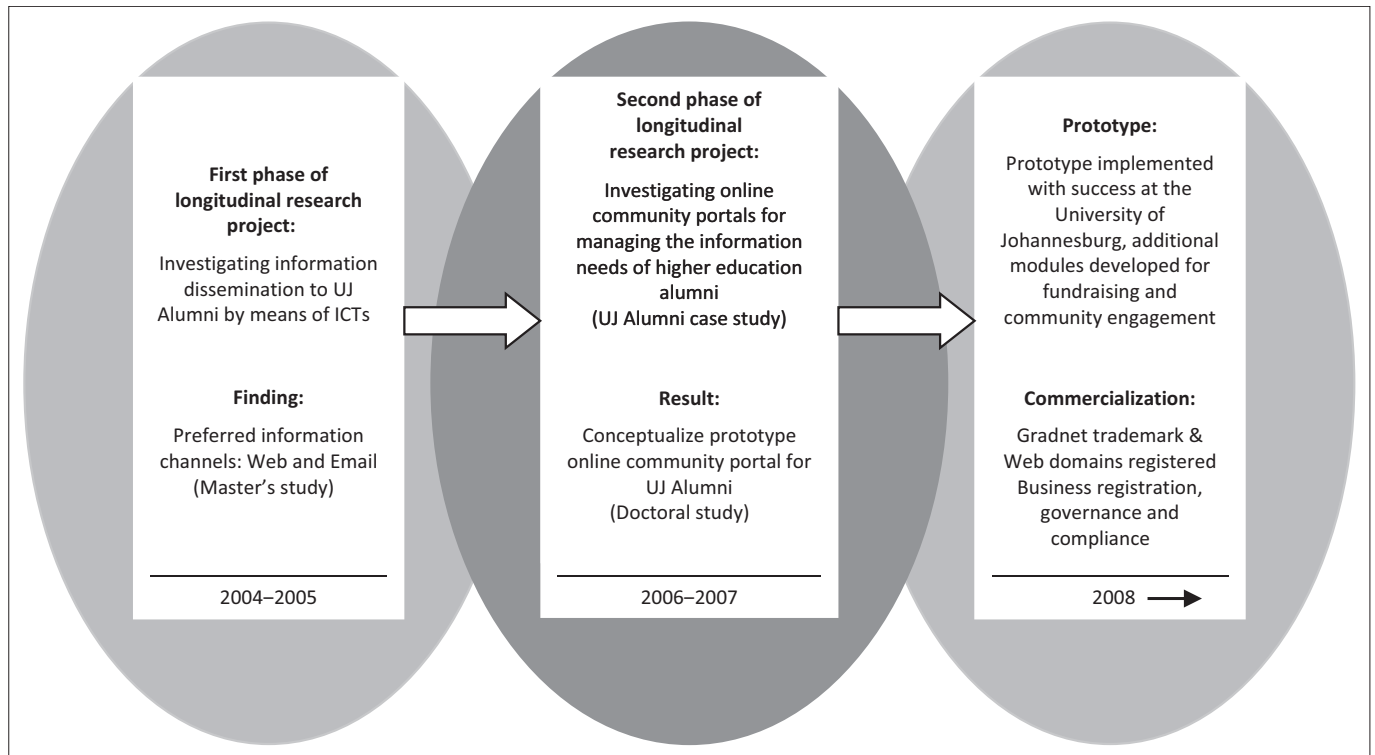 First phase of
longitudinal research
project:
Investigating information
dissemination to UJ
Alumni by means of ICTs
Finding:
Preferred information
channels: Web and Email
(Master's study)
2004–2005
Second phase of
longitudinal
research project:
Investigating online
community portals for
managing the information
needs of higher education
alumni
(UJ Alumni case study)
Result:
Conceptualize prototype
online community portal for
UJ Alumni
(Doctoral study)
2006–2007
Prototype:
Prototype implemented
with success at the
University of
Johannesburg, additional
modules developed for
fundraising and
community engagement
Commercialization:
Gradnet trademark &
Web domains registered
Business registration,
governance and
compliance
2008